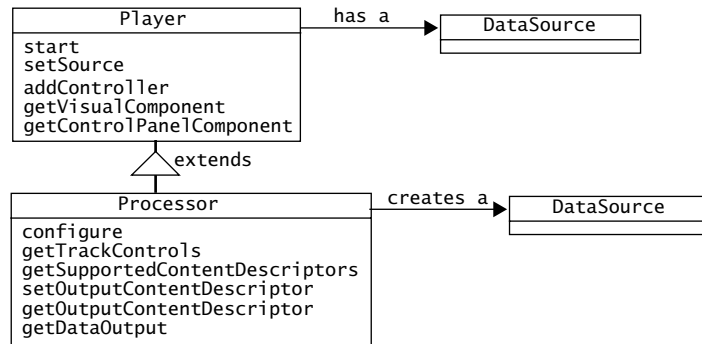 Player
has a
DataSource
start
setSource
addController
getVisualComponent
getControlPanelComponent
extends
Processor
creates a
DataSource
configure
getTrackControls
getSupportedContentDescriptors
setOutputContentDescriptor
getOutputContentDescriptor
getDataOutput